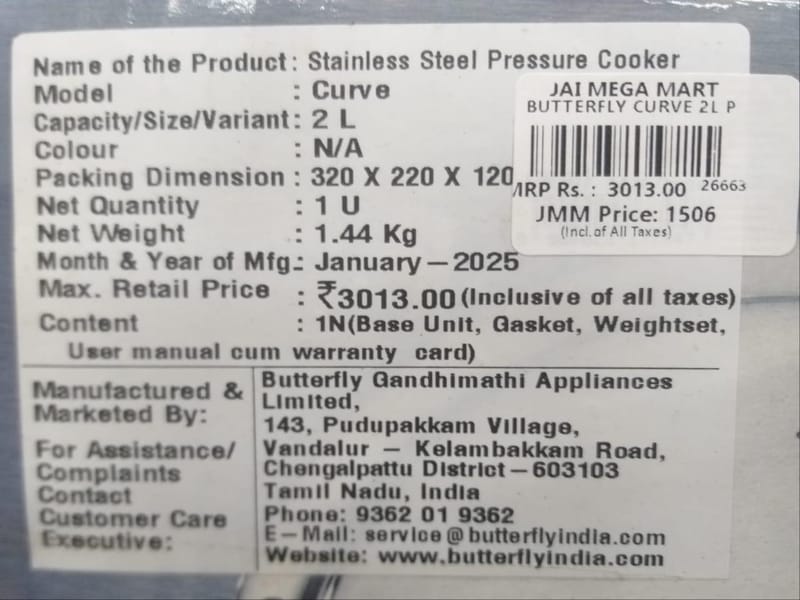 Name of the Product : Stainless Steel Pressure Cooker
Model : Curve
Capacity/Size/Variant : 2 L
Colour : N/A
Packing Dimension : 320 X 220 X 120
Net Quantity : 1 U
Net Weight : 1.44 Kg
Month & Year of Mfg. : January – 2025
Max. Retail Price : ₹3013.00 (Inclusive of all taxes)
Content : 1N(Base Unit, Gasket, Weightset,
User manual cum warranty card)
JAI MEGA MART
BUTTERFLY CURVE 2L P
MRP Rs. : 3013.00 26663
JMM Price: 1506
(Incl. of All Taxes)
Manufactured &
Marketed By:
For Assistance/
Complaints
Contact
Customer Care
Executive:
Butterfly Gandhimathi Appliances
Limited,
143, Pudupakkam Village,
Vandalur – Kelambakkam Road,
Chengalpattu District – 603103
Tamil Nadu, India
Phone: 9362 01 9362
E – Mail: service@butterflyindia.com
Website: www.butterflyindia.com